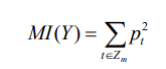 MI(Y) = ∑_{t∈Z_m} p_t^2